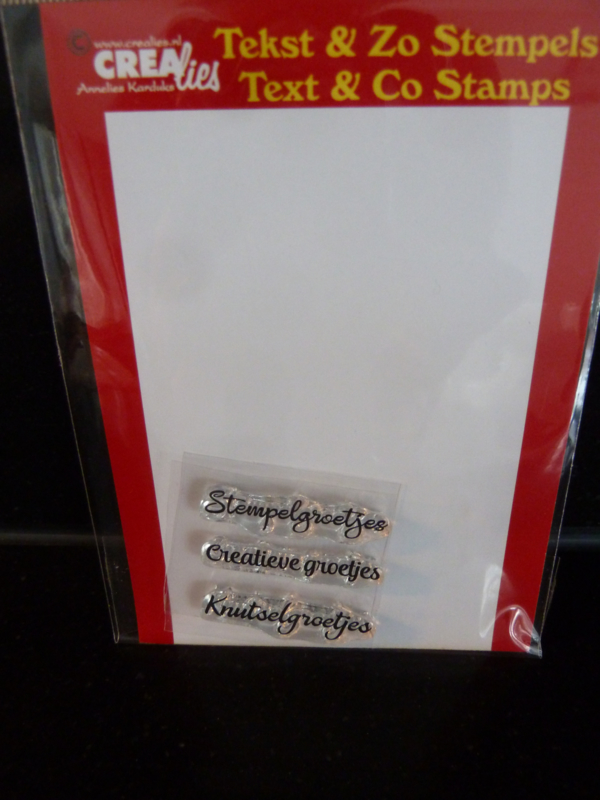 © www.crealies.nl
CREAlies
Annelies Karduks
Tekst & Zo Stempels
Text & Co Stamps
Stempelgroetjes
Creatieve groetjes
Knutselgroetjes